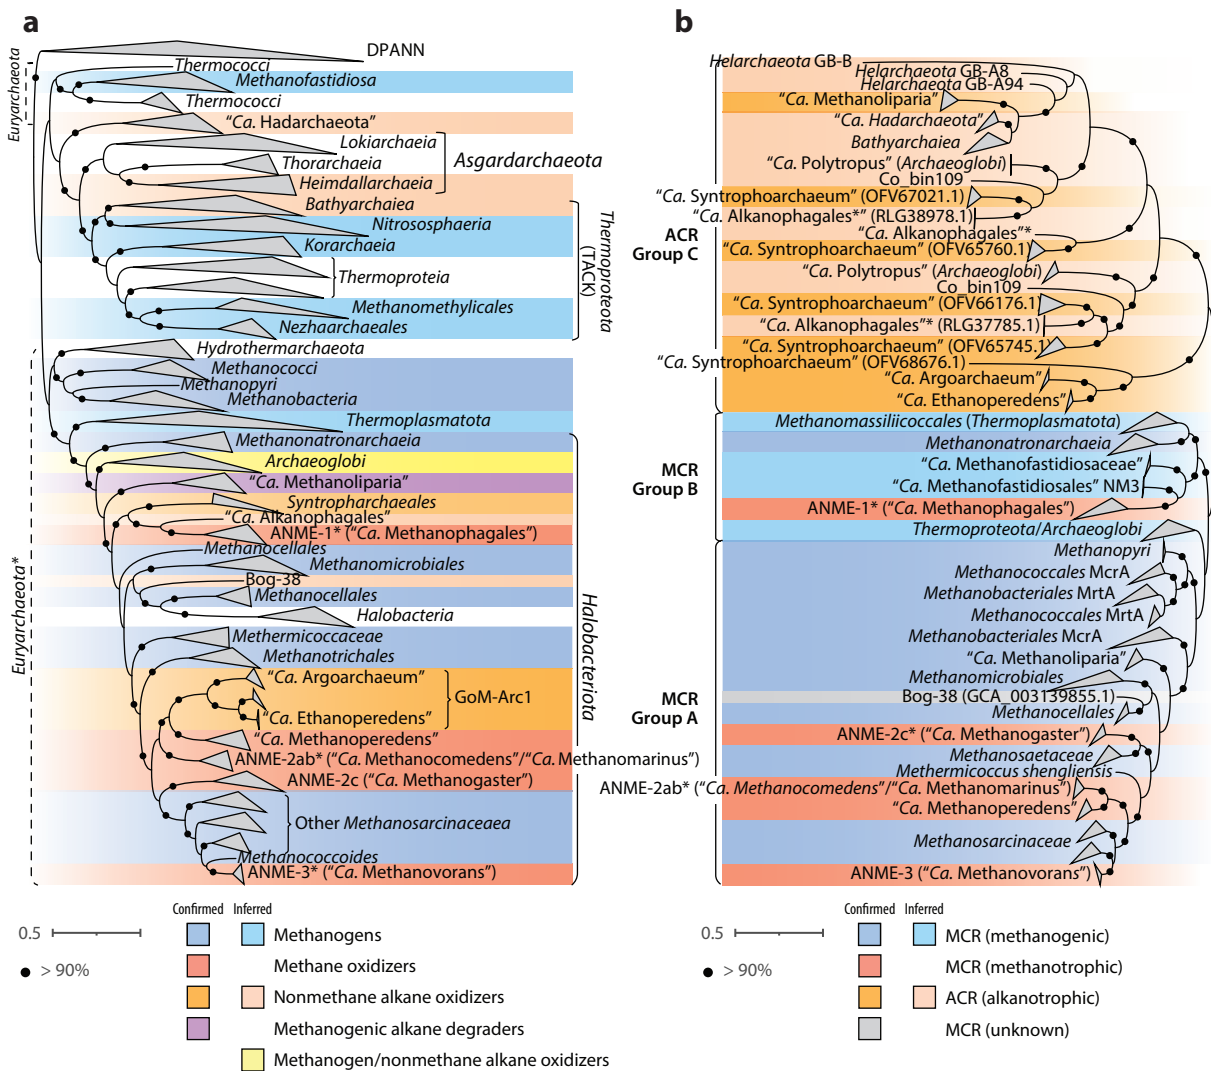 a
DPANN
Thermococci
Methanofastidiosa
Thermococci
"Ca. Hadarchaeota"
Lokiarchaeia
Thorarchaeia
Heimdallarchaeia
Asgardarchaeota
Bathyarchaeia
Nitrososphaeria
Korarchaeia
Thermoproteia
Methanomethylicales
Nezhaarchaeales
Thermoproteota
(TACK)
Hydrothermarchaeota
Methanococci
Methanopyri
Methanobacteria
Thermoplasmatota
Methanonatronarchaeia
Archaeoglobi
"Ca. Methanoliparia"
Syntropharchaeales
"Ca. Alkanophagales"
ANME-1* ("Ca. Methanophagales")
Methanocellales
Methanomicrobiales
Bog-38
Methanocellales
Halobacteria
Methermicoccaceae
Methanotrichales
"Ca. Argoarchaeum"
GoM-Arc1
"Ca. Ethanoperedens"
"Ca. Methanoperedens"
ANME-2ab* ("Ca. Methanocomedens"/"Ca. Methanomarinus")
ANME-2c ("Ca. Methanogaster")
Other Methanosarcinaceaea
Methanococcoides
ANME-3* ("Ca. Methanovorans")
Halobacteriota
Euryarchaeota
Euryarchaeota*
0.5
> 90%
Confirmed Inferred
Methanogens
Methane oxidizers
Nonmethane alkane oxidizers
Methanogenic alkane degraders
Methanogen/nonmethane alkane oxidizers
b
Helarchaeota GB-B
Helarchaeota GB-A8
Helarchaeota GB-A94
"Ca. Methanoliparia"
"Ca. Hadarchaeota"
Bathyarchaeia
"Ca. Polytropus" (Archaeoglobi)
Co_bin109
"Ca. Syntrophoarchaeum" (OFV67021.1)
"Ca. Alkanophagales*" (RLG38978.1)
"Ca. Alkanophagales"*
ACR
Group C
"Ca. Syntrophoarchaeum" (OFV65760.1)
"Ca. Polytropus" (Archaeoglobi)
Co_bin109
"Ca. Syntrophoarchaeum" (OFV66176.1)
"Ca. Alkanophagales"* (RLG37785.1)
"Ca. Syntrophoarchaeum" (OFV65745.1)
"Ca. Syntrophoarchaeum" (OFV68676.1)
"Ca. Argoarchaeum"
"Ca. Ethanoperedens"
Methanomassiliicoccales (Thermoplasmatota)
Methanonatronarchaeia
MCR
Group B
"Ca. Methanofastidiosaceae"
"Ca. Methanofastidiosales" NM3
ANME-1* ("Ca. Methanophagales")
Thermoproteota/Archaeoglobi
Methanopyri
Methanococcales McrA
Methanobacteriales MrtA
Methanococcales MrtA
Methanobacteriales McrA
"Ca. Methanoliparia"
Methanomicrobiales
Bog-38 (GCA_003139855.1)
Methanocellales
MCR
Group A
ANME-2c* ("Ca. Methanogaster")
Methanosaetaceae
Methermicoccus shengliensis
ANME-2ab* ("Ca. Methanocomedens"/"Ca. Methanomarinus")
"Ca. Methanoperedens"
Methanosarcinaceae
ANME-3 ("Ca. Methanovorans")
0.5
> 90%
Confirmed Inferred
MCR (methanogenic)
MCR (methanotrophic)
ACR (alkanotrophic)
MCR (unknown)